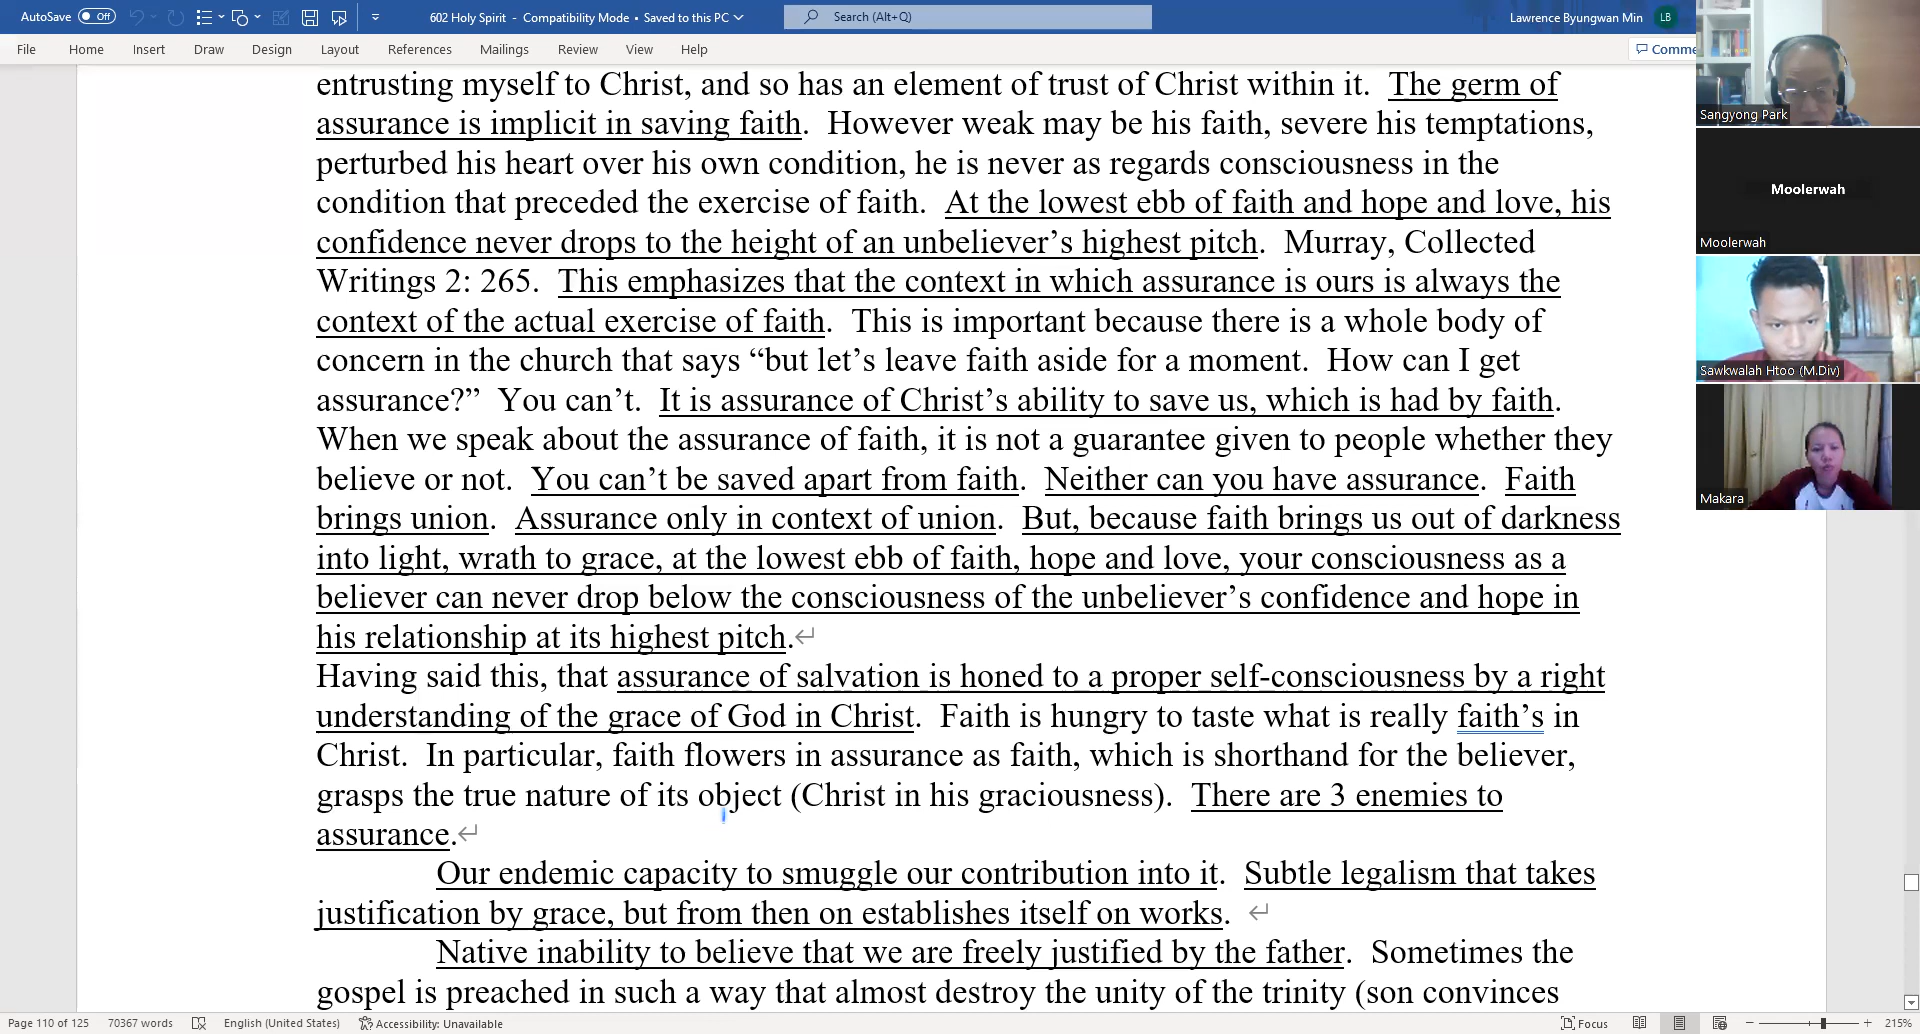 AutoSave Off 602 Holy Spirit - Compatibility Mode • Saved to this PC Search (Alt+Q) Lawrence Byungwan Min LB
File Home Insert Draw Design Layout References Mailings Review View Help Comme
entrusting myself to Christ, and so has an element of trust of Christ within it. The germ of
assurance is implicit in saving faith. However weak may be his faith, severe his temptations,
perturbed his heart over his own condition, he is never as regards consciousness in the
condition that preceded the exercise of faith. At the lowest ebb of faith and hope and love, his
confidence never drops to the height of an unbeliever’s highest pitch. Murray, Collected
Writings 2: 265. This emphasizes that the context in which assurance is ours is always the
context of the actual exercise of faith. This is important because there is a whole body of
concern in the church that says “but let’s leave faith aside for a moment. How can I get
assurance?” You can’t. It is assurance of Christ’s ability to save us, which is had by faith.
When we speak about the assurance of faith, it is not a guarantee given to people whether they
believe or not. You can’t be saved apart from faith. Neither can you have assurance. Faith
brings union. Assurance only in context of union. But, because faith brings us out of darkness
into light, wrath to grace, at the lowest ebb of faith, hope and love, your consciousness as a
believer can never drop below the consciousness of the unbeliever’s confidence and hope in
his relationship at its highest pitch.
Having said this, that assurance of salvation is honed to a proper self-consciousness by a right
understanding of the grace of God in Christ. Faith is hungry to taste what is really faith’s in
Christ. In particular, faith flowers in assurance as faith, which is shorthand for the believer,
grasps the true nature of its object (Christ in his graciousness). There are 3 enemies to
assurance.
Our endemic capacity to smuggle our contribution into it. Subtle legalism that takes
justification by grace, but from then on establishes itself on works.
Native inability to believe that we are freely justified by the father. Sometimes the
gospel is preached in such a way that almost destroy the unity of the trinity (son convinces
Sangyong Park
Moolerwah
Moolerwah
Sawkwalah Htoo (M.Div)
Makara
Page 110 of 125 70367 words English (United States) Accessibility: Unavailable Focus 215%